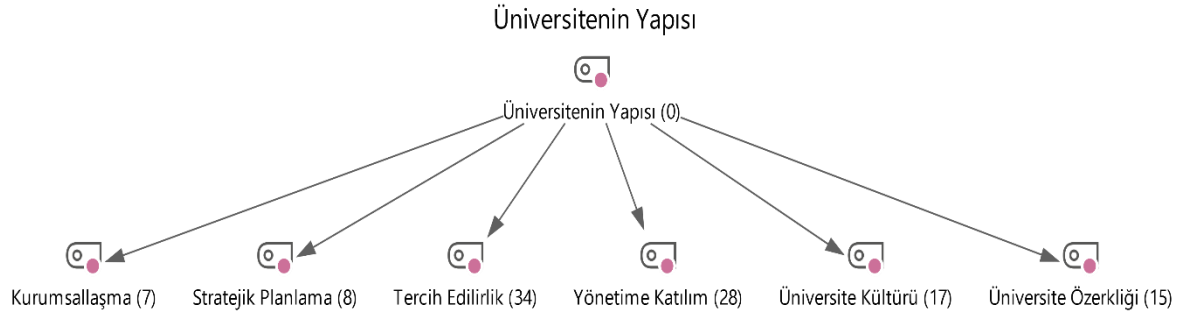 Üniversitenin Yapısı
Üniversitenin Yapısı (0)
Kurumsallaşma (7)
Stratejik Planlama (8)
Tercih Edilirlik (34)
Yönetime Katılım (28)
Üniversite Kültürü (17)
Üniversite Özerkliği (15)